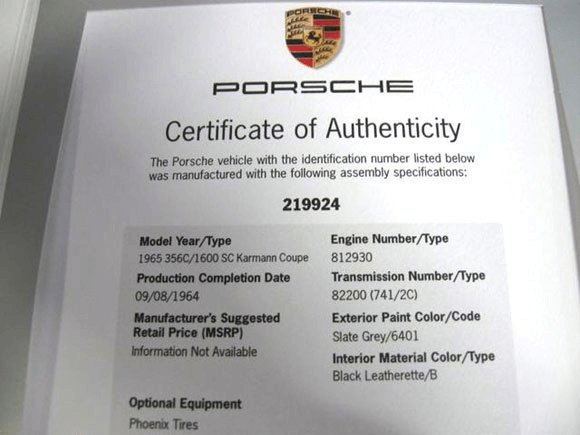 PORSCHE
PORSCHE
Certificate of Authenticity
The Porsche vehicle with the identification number listed below
was manufactured with the following assembly specifications:
219924
Model Year/Type
1965 356C/1600 SC Karmann Coupe
Production Completion Date
09/08/1964
Manufacturer's Suggested
Retail Price (MSRP)
Information Not Available
Engine Number/Type
812930
Transmission Number/Type
82200 (741/2C)
Exterior Paint Color/Code
Slate Grey/6401
Interior Material Color/Type
Black Leatherette/B
Optional Equipment
Phoenix Tires